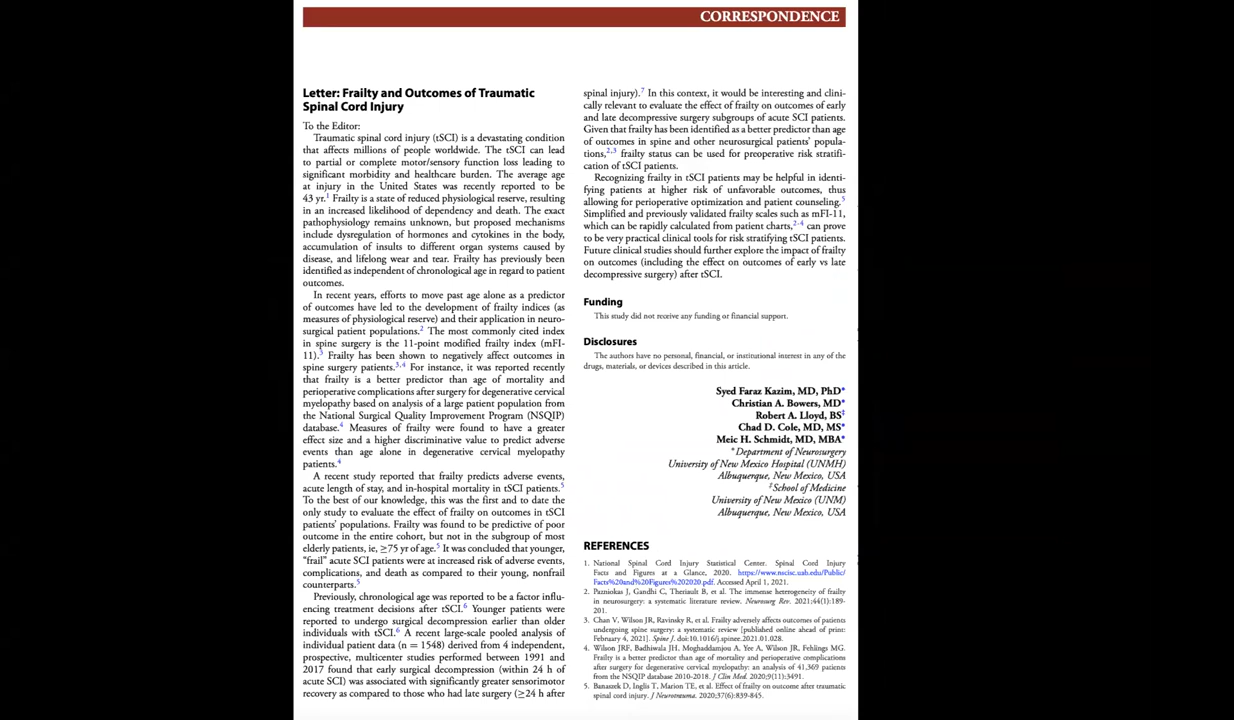 CORRESPONDENCE
Letter: Frailty and Outcomes of Traumatic
Spinal Cord Injury
To the Editor:
Traumatic spinal cord injury (tSCI) is a devastating condition
that affects millions of people worldwide. The tSCI can lead
to partial or complete motor/sensory function loss leading to
significant morbidity and healthcare burden. The average age
at injury in the United States was recently reported to be
43 yr.1 Frailty is a state of reduced physiological reserve, resulting
in an increased likelihood of dependency and death. The exact
pathophysiology remains unknown, but proposed mechanisms
include dysregulation of hormones and cytokines in the body,
accumulation of insults to different organ systems caused by
disease, and lifelong wear and tear. Frailty has previously been
identified as independent of chronological age in regard to patient
outcomes.
In recent years, efforts to move past age alone as a predictor
of outcomes have led to the development of frailty indices (as
measures of physiological reserve) and their application in neuro-
surgical patient populations.2 The most commonly cited index
in spine surgery is the 11-point modified frailty index (mFI-
11).3 Frailty has been shown to negatively affect outcomes in
spine surgery patients.3,4 For instance, it was reported recently
that frailty is a better predictor than age of mortality and
perioperative complications after surgery for degenerative cervical
myelopathy based on analysis of a large patient population from
the National Surgical Quality Improvement Program (NSQIP)
database.4 Measures of frailty were found to have a greater
effect size and a higher discriminative value to predict adverse
events than age alone in degenerative cervical myelopathy
patients.4
A recent study reported that frailty predicts adverse events,
acute length of stay, and in-hospital mortality in tSCI patients.5
To the best of our knowledge, this was the first and to date the
only study to evaluate the effect of frailty on outcomes in tSCI
patients' populations. Frailty was found to be predictive of poor
outcome in the entire cohort, but not in the subgroup of most
elderly patients, ie, ≥75 yr of age.5 It was concluded that younger,
"frail" acute SCI patients were at increased risk of adverse events,
complications, and death as compared to their young, nonfrail
counterparts.5
Previously, chronological age was reported to be a factor influ-
encing treatment decisions after tSCI.6 Younger patients were
reported to undergo surgical decompression earlier than older
individuals with tSCI.6 A recent large-scale pooled analysis of
individual patient data (n = 1548) derived from 4 independent,
prospective, multicenter studies performed between 1991 and
2017 found that early surgical decompression (within 24 h of
acute SCI) was associated with significantly greater sensorimotor
recovery as compared to those who had late surgery (≥24 h after
spinal injury).7 In this context, it would be interesting and clini-
cally relevant to evaluate the effect of frailty on outcomes of early
and late decompressive surgery subgroups of acute SCI patients.
Given that frailty has been identified as a better predictor than age
of outcomes in spine and other neurosurgical patients' popula-
tions,2,3 frailty status can be used for preoperative risk stratifi-
cation of tSCI patients.
Recognizing frailty in tSCI patients may be helpful in identi-
fying patients at higher risk of unfavorable outcomes, thus
allowing for perioperative optimization and patient counseling.5
Simplified and previously validated frailty scales such as mFI-11,
which can be rapidly calculated from patient charts,2-4 can prove
to be very practical clinical tools for risk stratifying tSCI patients.
Future clinical studies should further explore the impact of frailty
on outcomes (including the effect on outcomes of early vs late
decompressive surgery) after tSCI.
Funding
This study did not receive any funding or financial support.
Disclosures
The authors have no personal, financial, or institutional interest in any of the
drugs, materials, or devices described in this article.
Syed Faraz Kazim, MD, PhD*
Christian A. Bowers, MD*
Robert A. Lloyd, BS‡
Chad D. Cole, MD, MS*
Meic H. Schmidt, MD, MBA*
*Department of Neurosurgery
University of New Mexico Hospital (UNMH)
Albuquerque, New Mexico, USA
‡School of Medicine
University of New Mexico (UNM)
Albuquerque, New Mexico, USA
REFERENCES
1. National Spinal Cord Injury Statistic Center. Spinal Cord Injury
Facts and Figures at a Glance, 2020. https://www.nscisc.uab.edu/Public/
Facts%20and%20Figures%202020.pdf. Accessed April 1, 2021.
2. Pazniokas J, Gandhi C, Theriault B, et al. The immense heterogeneity of frailty
in neurosurgery: a systematic literature review. Neurosurg Rev. 2021;44(1):189-
201.
3. Chan V, Wilson JR, Ravinsky R, et al. Frailty adversely affects outcomes of patients
undergoing spine surgery: a systematic review [published online ahead of print:
February 4, 2021]. Spine J. doi:10.1016/j.spinee.2021.01.028.
4. Wilson JRF, Badhiwala JH, Moghaddamjou A, Yee A, Wilson JR, Fehlings MG.
Frailty is a better predictor than age of mortality and perioperative complications
after surgery for degenerative cervical myelopathy: an analysis of 41,369 patients
from the NSQIP database 2010-2018. J Clin Med. 2020;9(11):3491.
5. Banaszek D, Inglis T, Marion TE, et al. Effect of frailty on outcome after traumatic
spinal cord injury. J Neurotrauma. 2020;37(6):839-845.